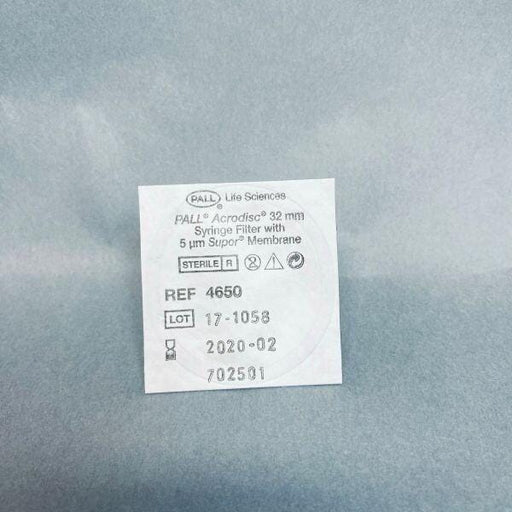 PALL® Life Sciences
PALL® Acrodisc® 32 mm
Syringe Filter with
5 µm Supor® Membrane
STERILE R
REF 4650
LOT 17-1058
2020-02
702501